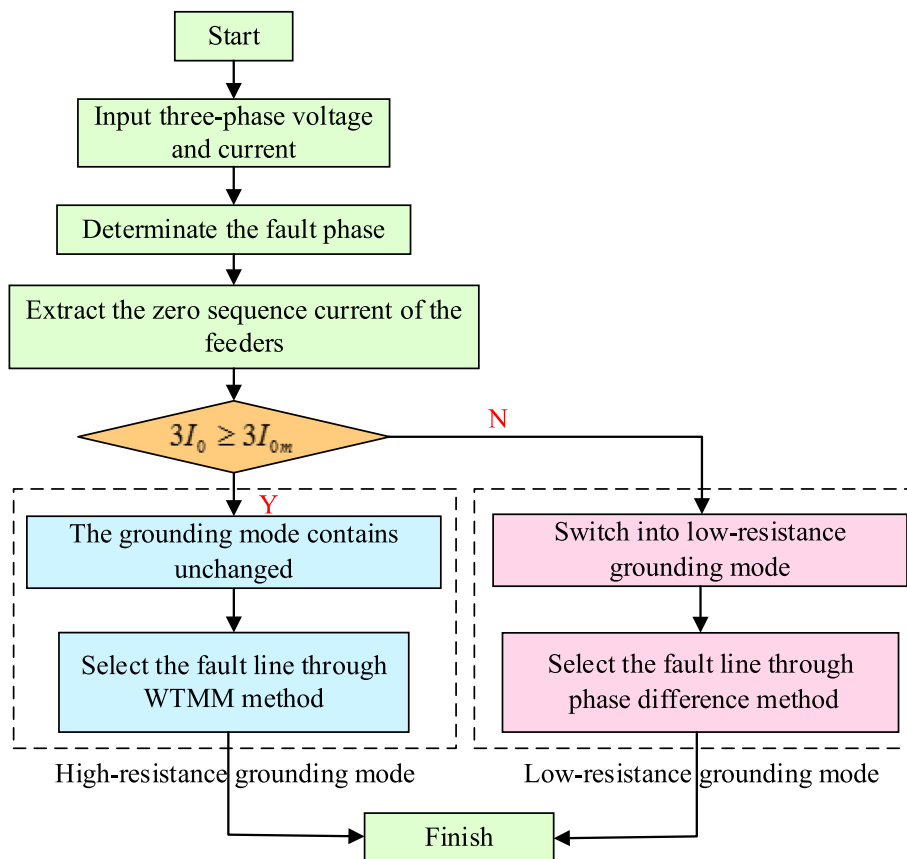 Start
Input three-phase voltage
and current
Determinate the fault phase
Extract the zero sequence current of the
feeders
3I₀ ≥ 3I₀ₘ
N
Y
The grounding mode contains
unchanged
Switch into low-resistance
grounding mode
Select the fault line through
WTMM method
Select the fault line through
phase difference method
High-resistance grounding mode
Low-resistance grounding mode
Finish